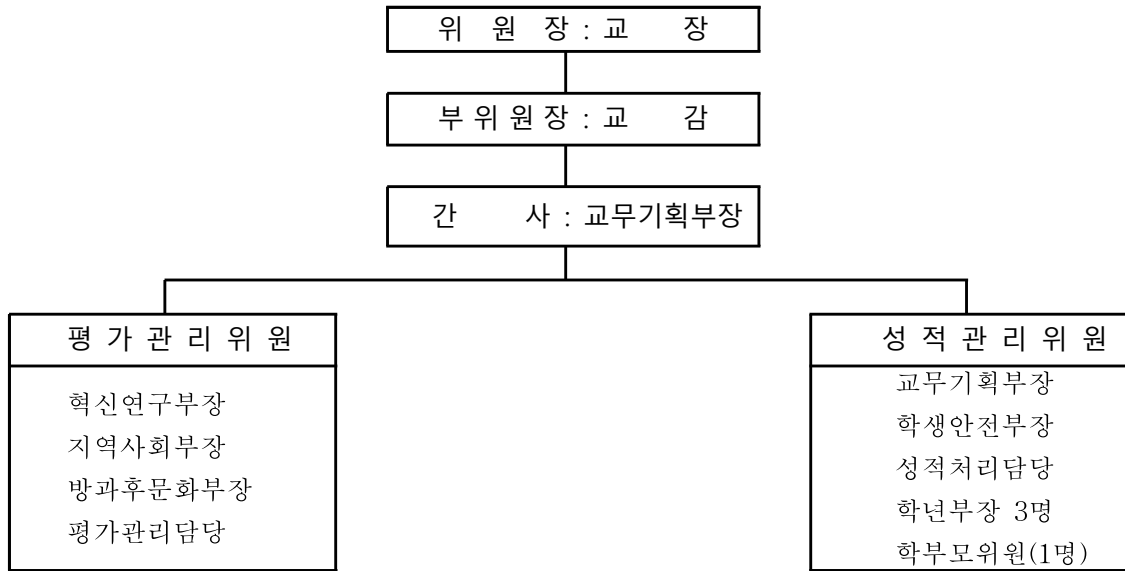 위 원 장 : 교 장
부 위 원 장 : 교 감
간 사 : 교무기획부장
평 가 관 리 위 원
혁신연구부장
지역사회부장
방과후문화부장
평가관리담당
성 적 관 리 위 원
교무기획부장
학생안전부장
성적처리담당
학년부장 3명
학부모위원(1명)